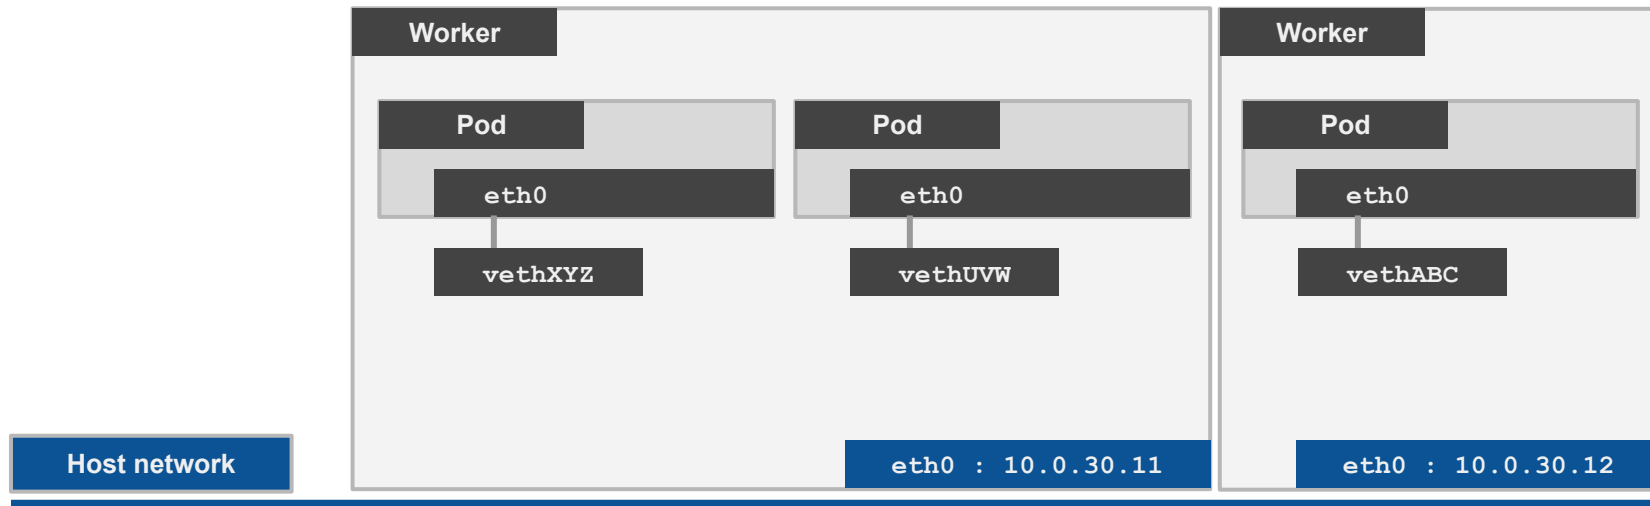 Worker
Pod
eth0
vethXYZ
Pod
eth0
vethUVW
eth0 : 10.0.30.11
Worker
Pod
eth0
vethABC
eth0 : 10.0.30.12
Host network